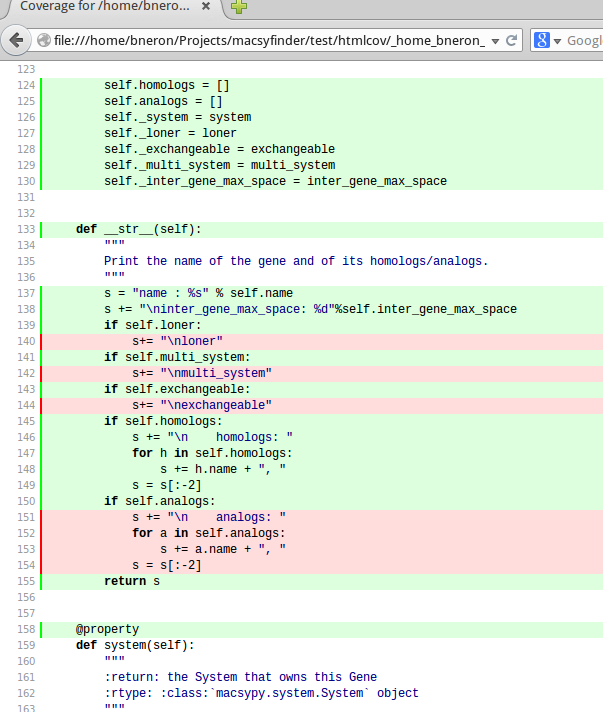 Coverage for /home/bnero... ×
file:///home/bneron/Projects/macsyfinder/test/htmlcov/_home_bneron_
Goog
123
124 self.homologs = []
125 self.analogs = []
126 self._system = system
127 self._loner = loner
128 self._exchangeable = exchangeable
129 self._multi_system = multi_system
130 self._inter_gene_max_space = inter_gene_max_space
131
132
133 def __str__(self):
134 """
135 Print the name of the gene and of its homologs/analogs.
136 """
137 s = "name : %s" % self.name
138 s += "\ninter_gene_max_space: %d"%self.inter_gene_max_space
139 if self.loner:
140 s+= "\nloner"
141 if self.multi_system:
142 s+= "\nmulti_system"
143 if self.exchangeable:
144 s+= "\nexchangeable"
145 if self.homologs:
146 s += "\n    homologs: "
147 for h in self.homologs:
148 s += h.name + ", "
149 s = s[:-2]
150 if self.analogs:
151 s += "\n    analogs: "
152 for a in self.analogs:
153 s += a.name + ", "
154 s = s[:-2]
155 return s
156
157
158 @property
159 def system(self):
160 """
161 :return: the System that owns this Gene
162 :rtype: :class:`macsypy.system.System` object
163 """